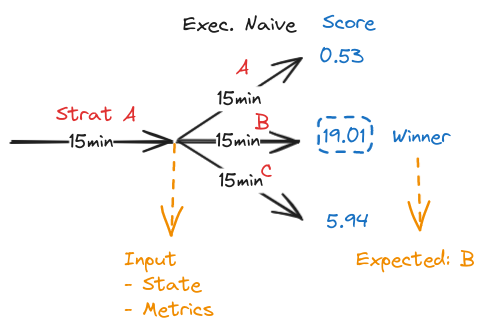 Exec. Naive Score
A
0.53
15min
Strat A
B
15min
15min
19.01
Winner
C
15min
5.94
Input
- State
- Metrics
Expected: B